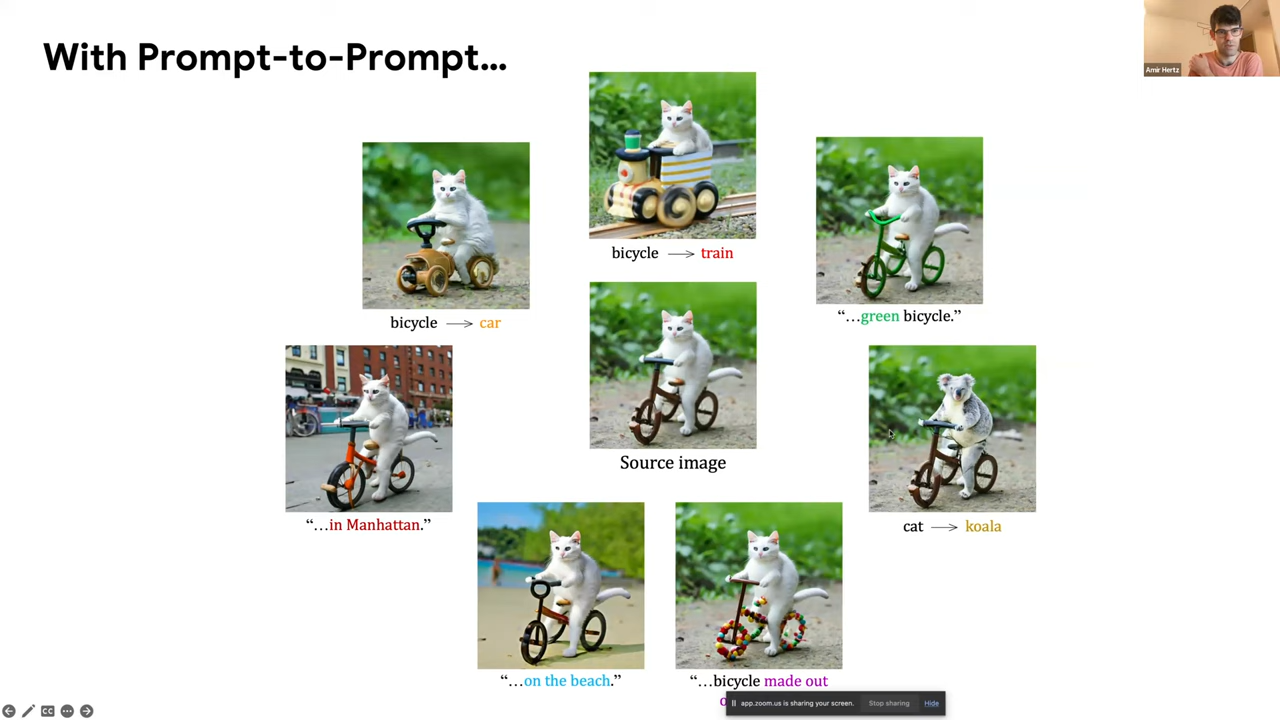 With Prompt-to-Prompt...
Amir Hertz
bicycle → train
“...green bicycle.”
bicycle → car
Source image
“...in Manhattan.”
cat → koala
“...on the beach.”
“...bicycle made out
app.zoom.us is sharing your screen.
Stop sharing
Hide
CC